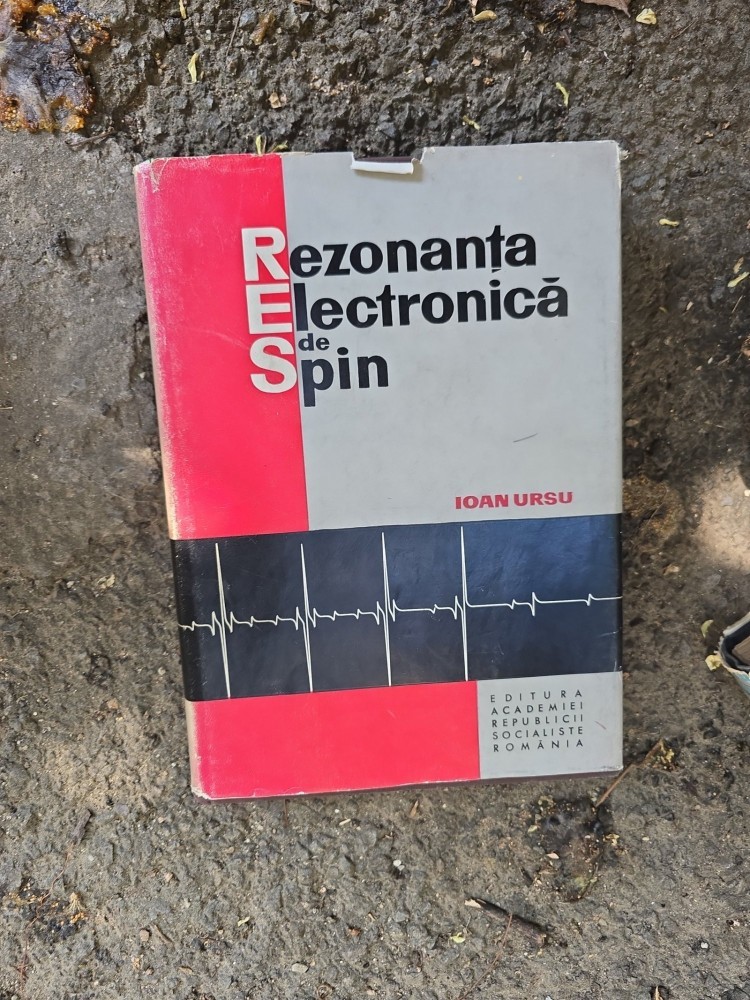 Rezonanța
Electronică
de
Spin
IOAN URSU
EDITURA
ACADEMIEI
REPUBLICII
SOCIALISTE
ROMÂNIA